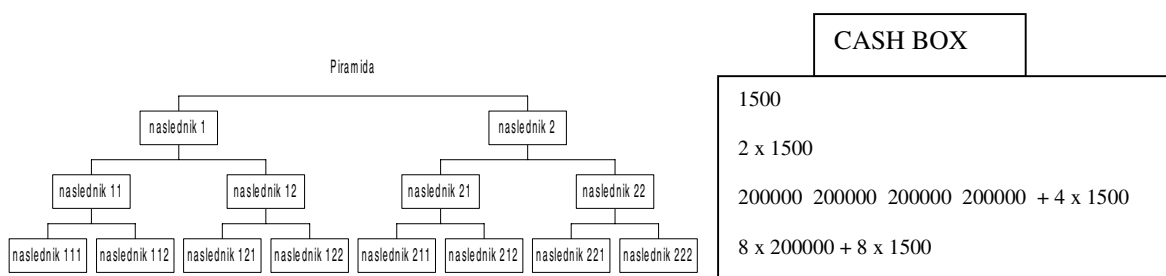 Piramida
naslednik 1 naslednik 2
naslednik 11 naslednik 12 naslednik 21 naslednik 22
naslednik 111 naslednik 112 naslednik 121 naslednik 122 naslednik 211 naslednik 212 naslednik 221 naslednik 222
CASH BOX
1500
2 x 1500
200000 200000 200000 200000 + 4 x 1500
8 x 200000 + 8 x 1500